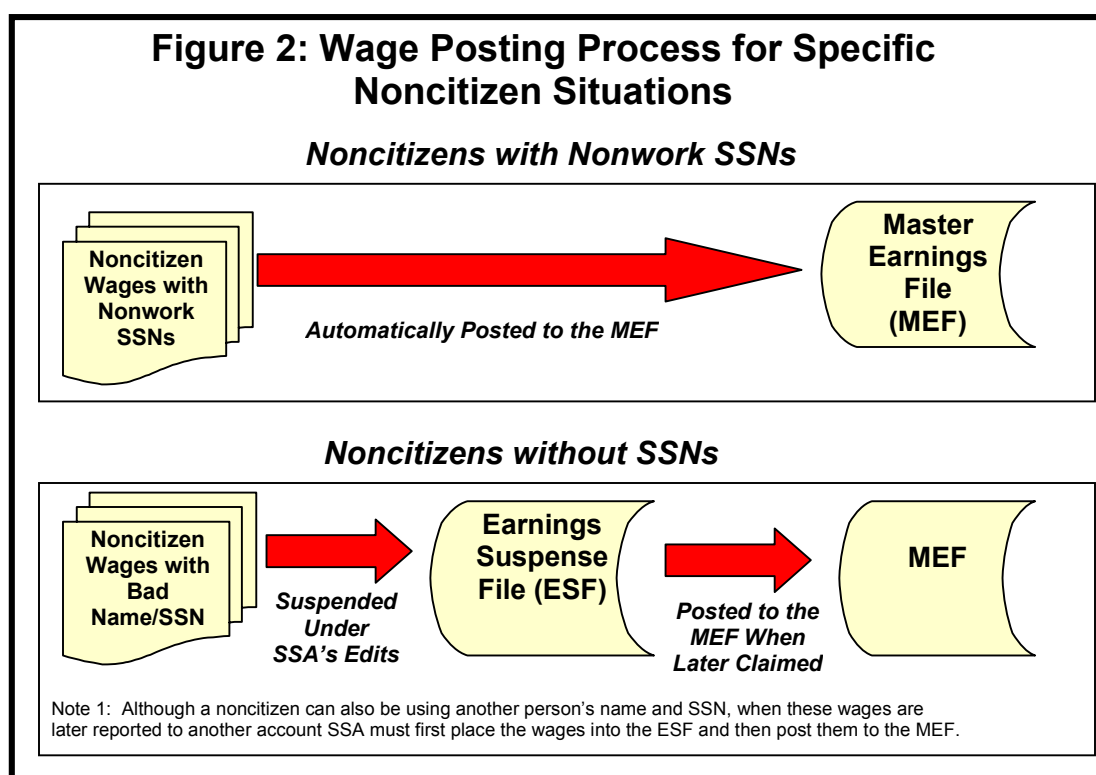 Figure 2: Wage Posting Process for Specific
Noncitizen Situations
Noncitizens with Nonwork SSNs
Noncitizen
Wages with
Nonwork
SSNs
Automatically Posted to the MEF
Master
Earnings
File
(MEF)
Noncitizens without SSNs
Noncitizen
Wages with
Bad
Name/SSN
Suspended
Under
SSA's Edits
Earnings
Suspense
File (ESF)
Posted to the
MEF When
Later Claimed
MEF
Note 1: Although a noncitizen can also be using another person's name and SSN, when these wages are
later reported to another account SSA must first place the wages into the ESF and then post them to the MEF.